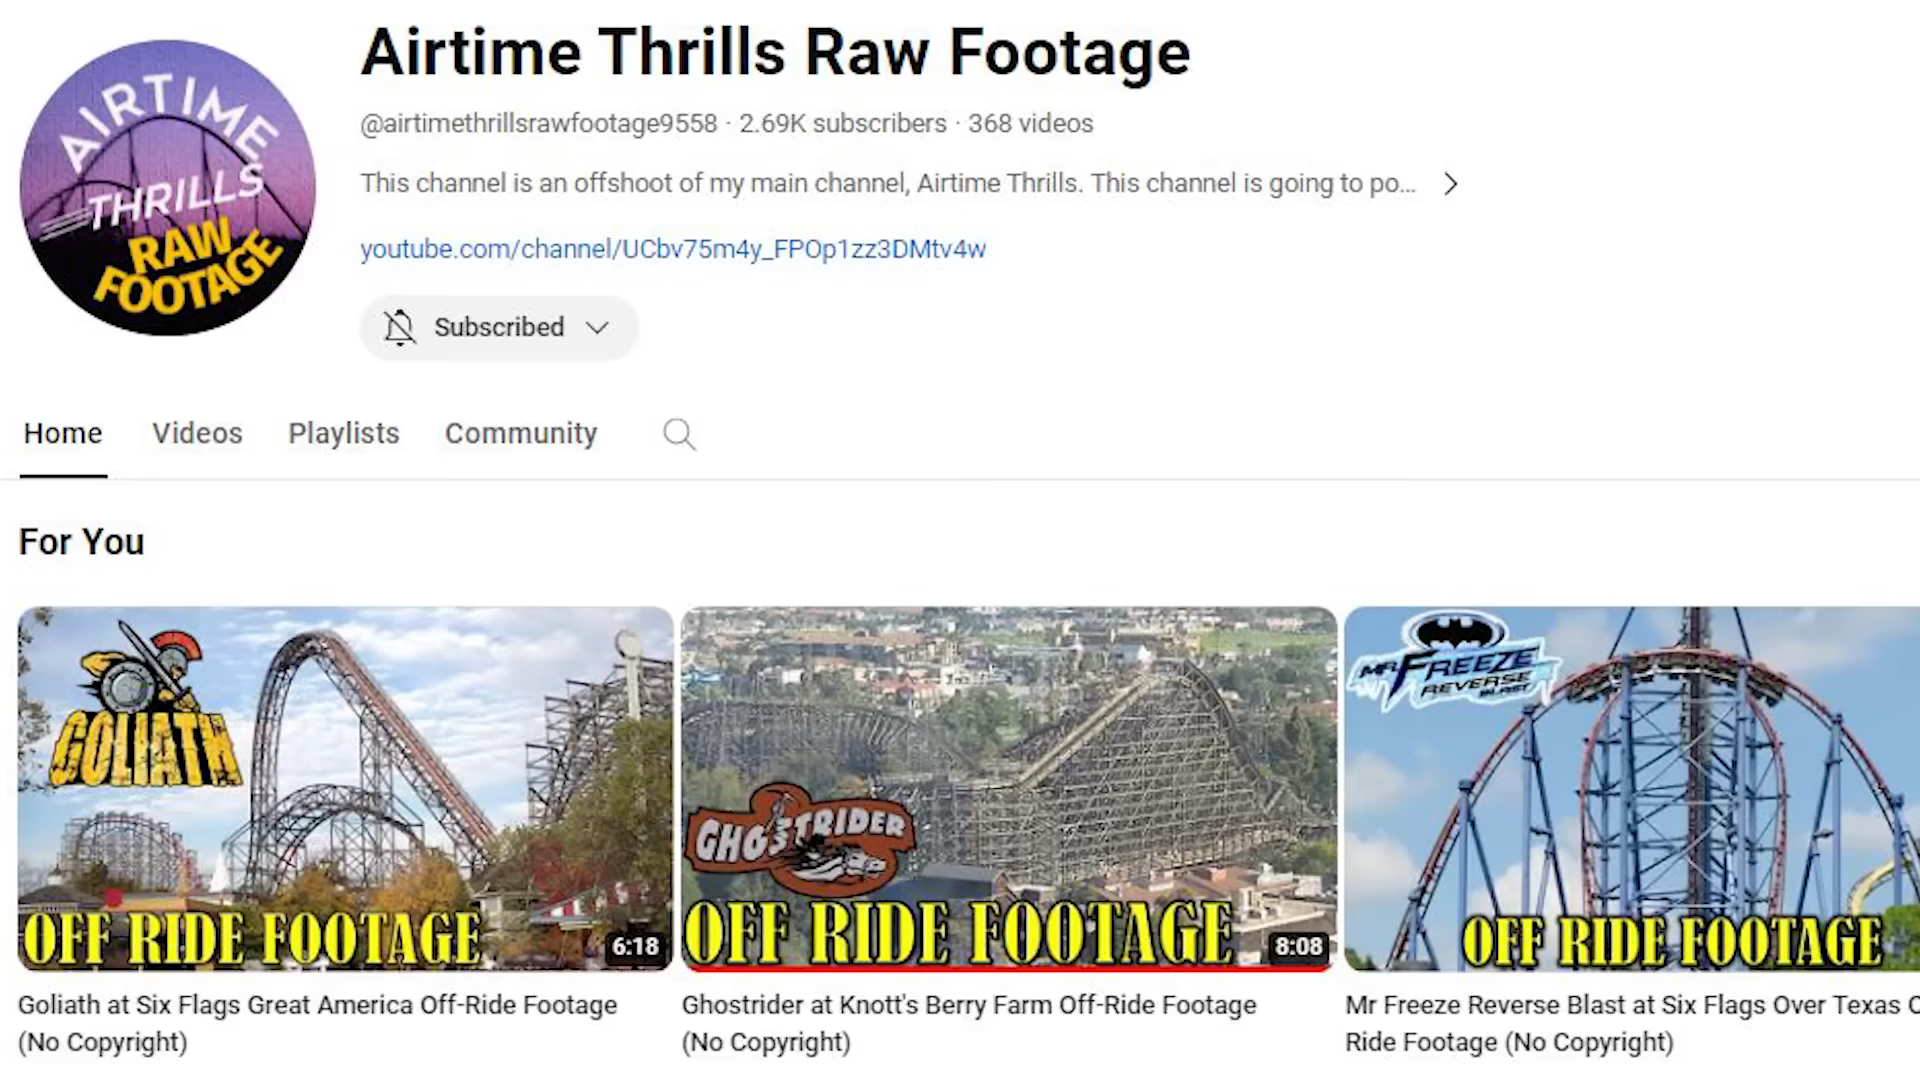 AIRTIME
THRILLS
RAW
FOOTAGE
Airtime Thrills Raw Footage
@airtimethrillsrawfootage9558 · 2.69K subscribers · 368 videos
This channel is an offshoot of my main channel, Airtime Thrills. This channel is going to po...
youtube.com/channel/UCbv75m4y_FPOp1zz3DMtv4w
Subscribed
Home Videos Playlists Community
For You
GOLIATH
OFF RIDE FOOTAGE
6:18
GHOSTRIDER
OFF RIDE FOOTAGE
8:08
MR FREEZE
REVERSE
BLAST
OFF RIDE FOOTAGE
Goliath at Six Flags Great America Off-Ride Footage
(No Copyright)
Ghostrider at Knott's Berry Farm Off-Ride Footage
(No Copyright)
Mr Freeze Reverse Blast at Six Flags Over Texas
Ride Footage (No Copyright)